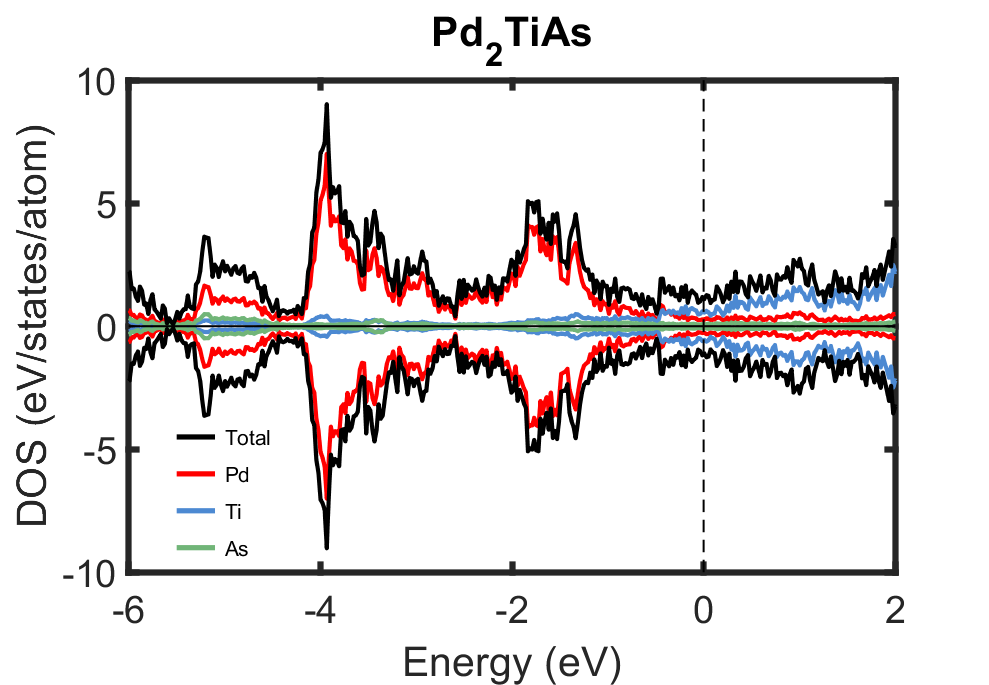 Pd2TiAs
DOS (eV/states/atom)
10
5
0
-5
-10
Total
Pd
Ti
As
-6
-4
-2
0
2
Energy (eV)